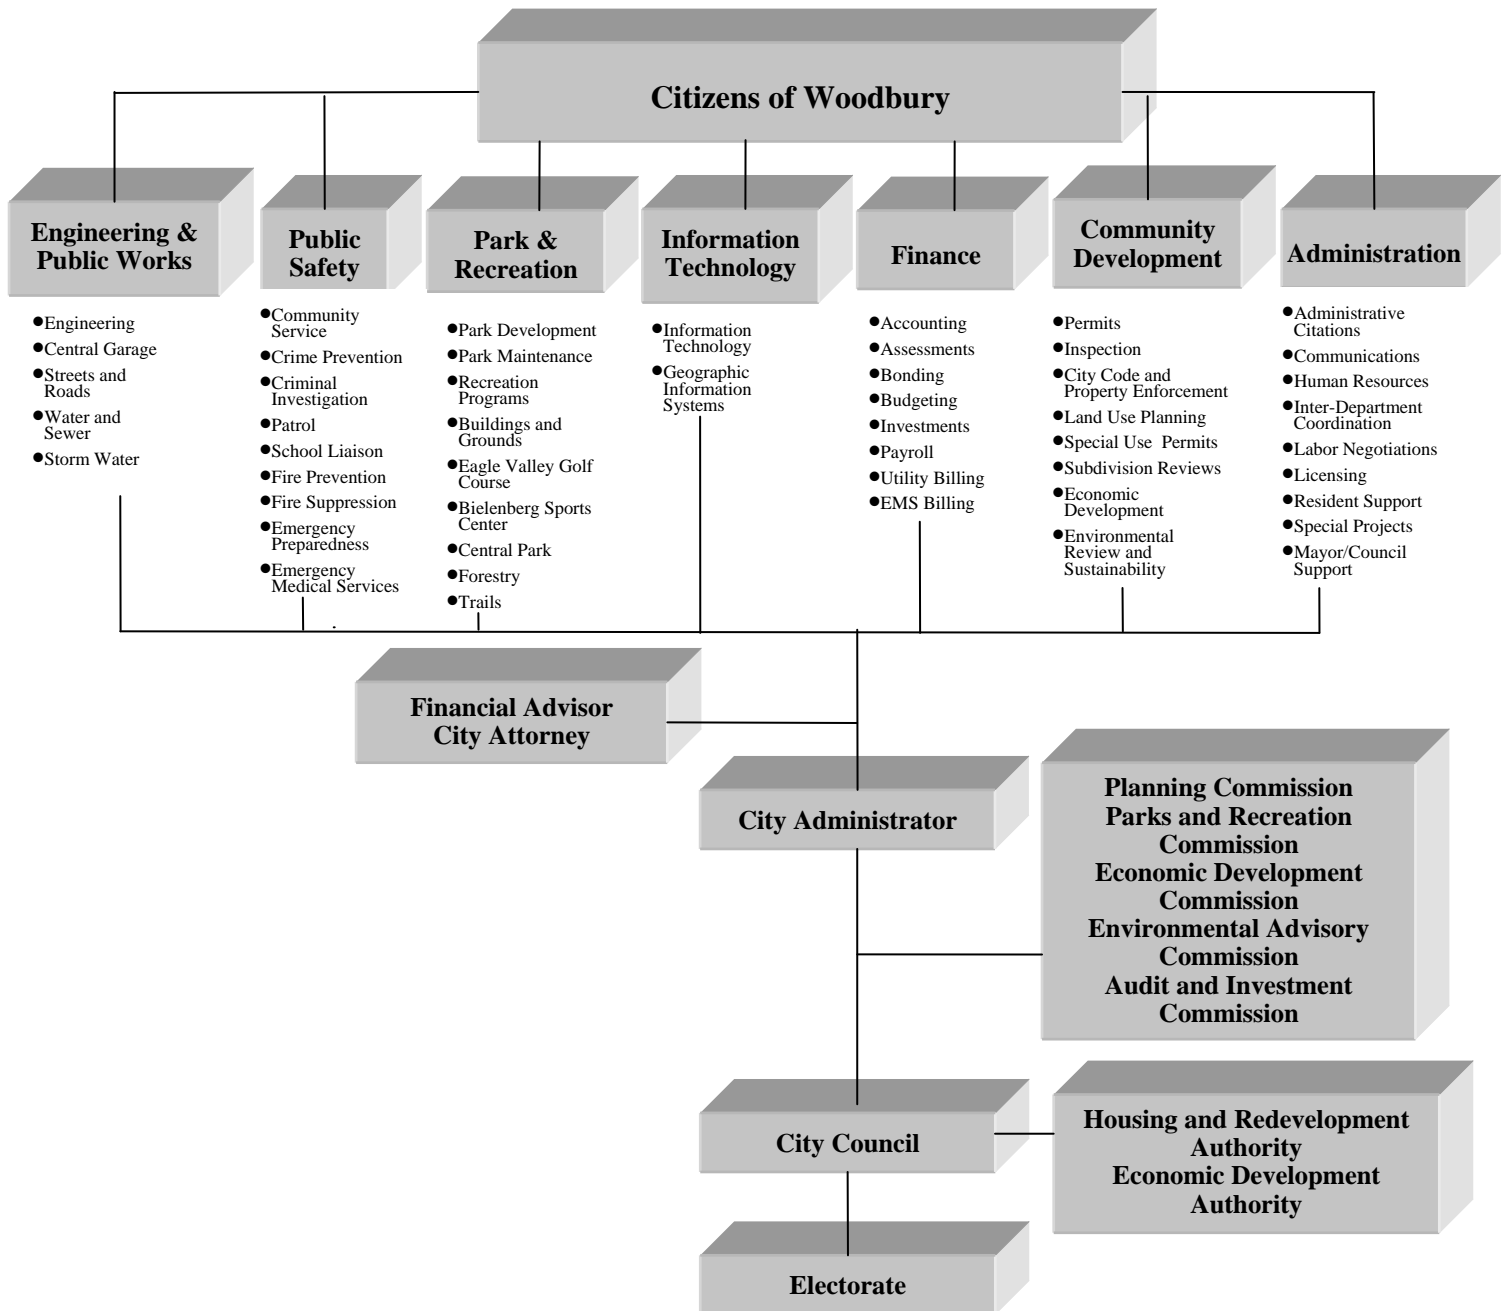 Citizens of Woodbury
Engineering &
Public Works
●Engineering
●Central Garage
●Streets and
Roads
●Water and
Sewer
●Storm Water
Public
Safety
●Community
Service
●Crime Prevention
●Criminal
Investigation
●Patrol
●School Liaison
●Fire Prevention
●Fire Suppression
●Emergency
Preparedness
●Emergency
Medical Services
Park &
Recreation
●Park Development
●Park Maintenance
●Recreation
Programs
●Buildings and
Grounds
●Eagle Valley Golf
Course
●Bielenberg Sports
Center
●Central Park
●Forestry
●Trails
Information
Technology
●Information
Technology
●Geographic
Information
Systems
Finance
●Accounting
●Assessments
●Bonding
●Budgeting
●Investments
●Payroll
●Utility Billing
●EMS Billing
Community
Development
●Permits
●Inspection
●City Code and
Property Enforcement
●Land Use Planning
●Special Use Permits
●Subdivision Reviews
●Economic
Development
●Environmental
Review and
Sustainability
Administration
●Administrative
Citations
●Communications
●Human Resources
●Inter-Department
Coordination
●Labor Negotiations
●Licensing
●Resident Support
●Special Projects
●Mayor/Council
Support
Financial Advisor
City Attorney
City Administrator
Planning Commission
Parks and Recreation
Commission
Economic Development
Commission
Environmental Advisory
Commission
Audit and Investment
Commission
City Council
Housing and Redevelopment
Authority
Economic Development
Authority
Electorate